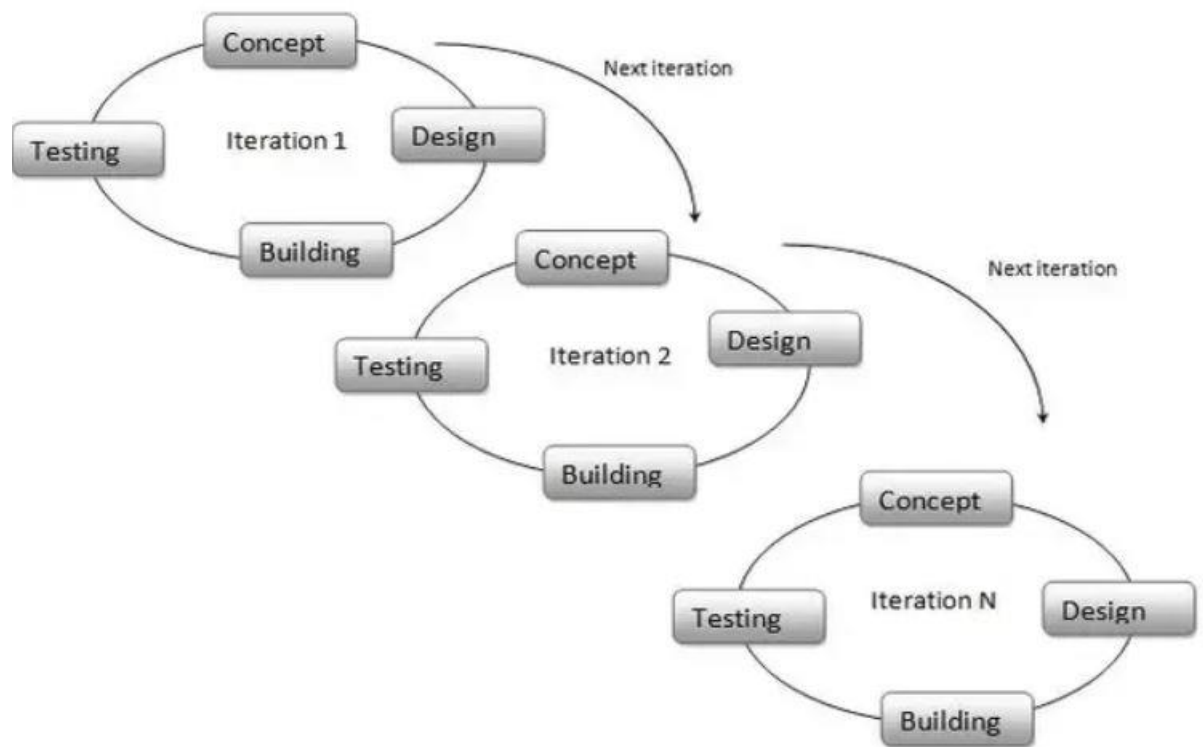 Concept
Next iteration
Testing
Iteration 1
Design
Building
Concept
Next iteration
Testing
Iteration 2
Design
Building
Concept
Testing
Iteration N
Design
Building